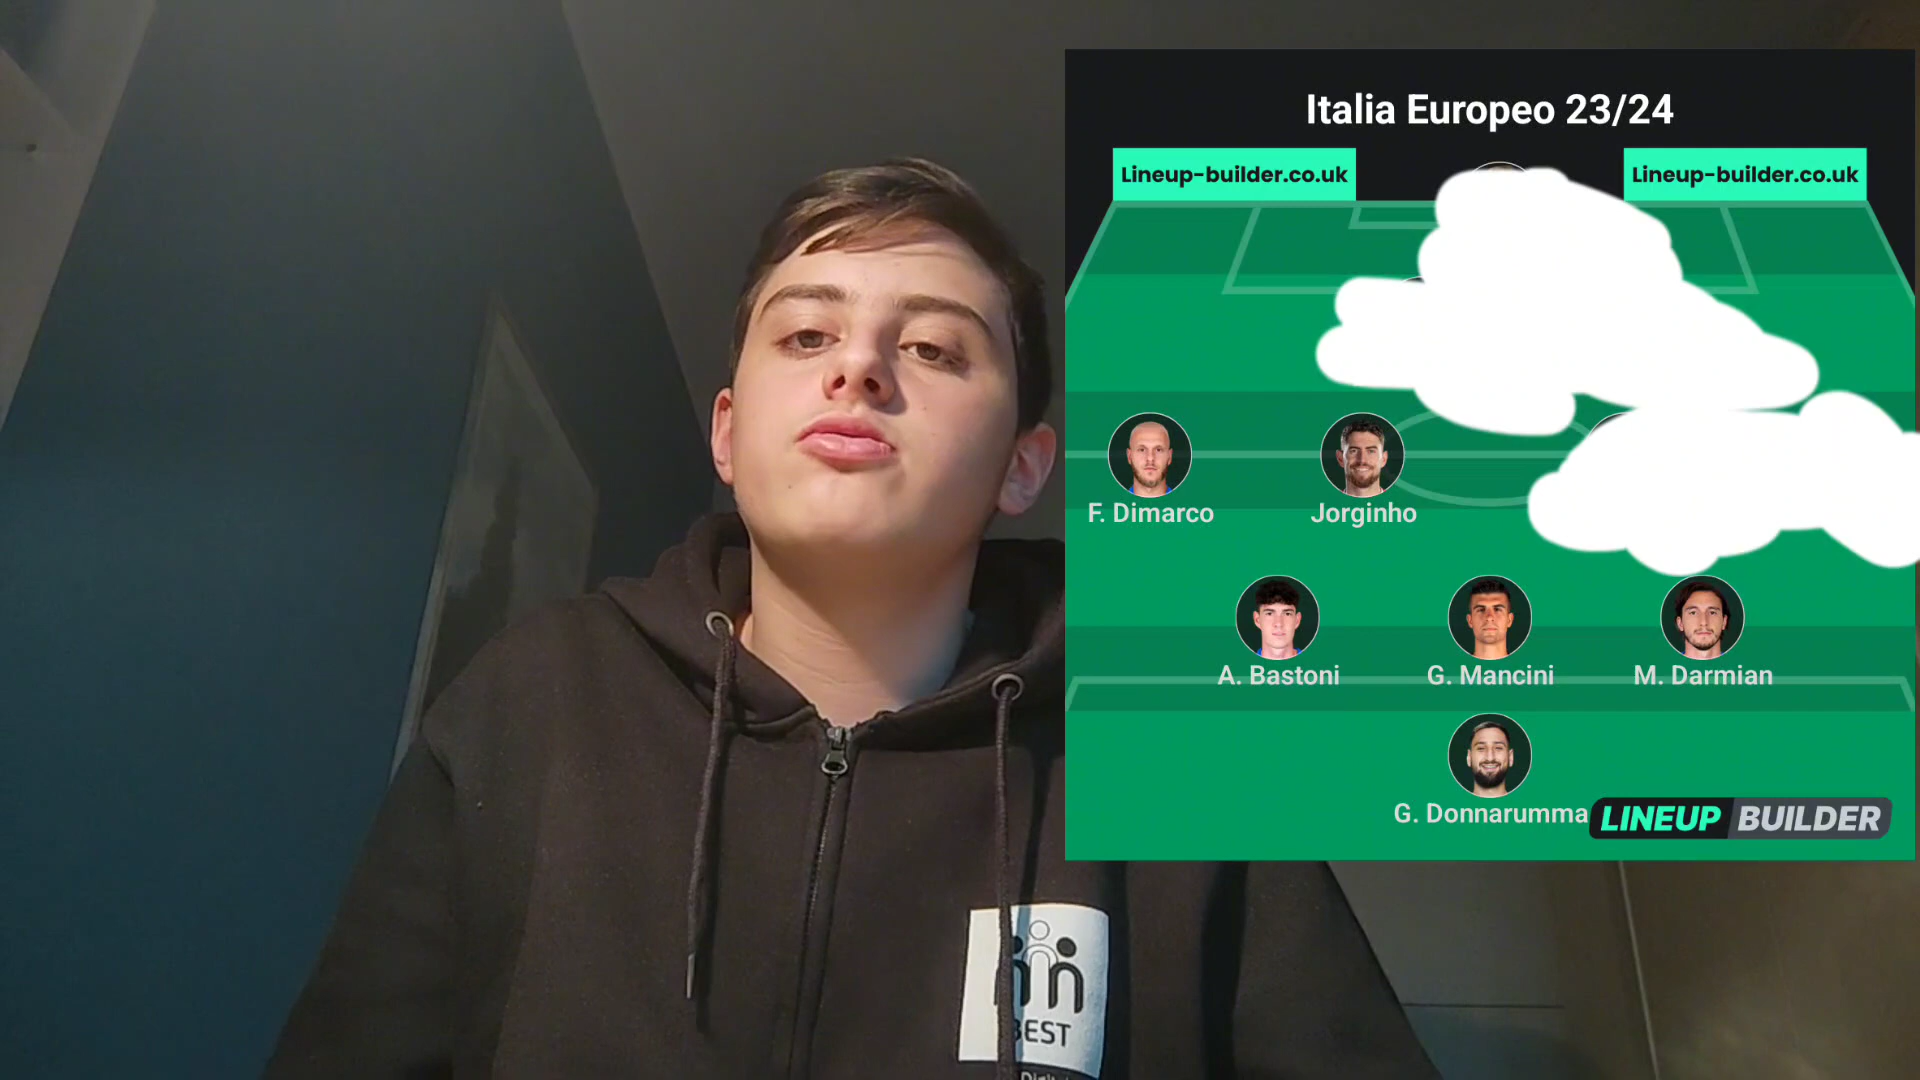 Italia Europeo 23/24
Lineup-builder.co.uk
Lineup-builder.co.uk
F. Dimarco
Jorginho
A. Bastoni
G. Mancini
M. Darmian
G. Donnarumma
LINEUP BUILDER
BEST